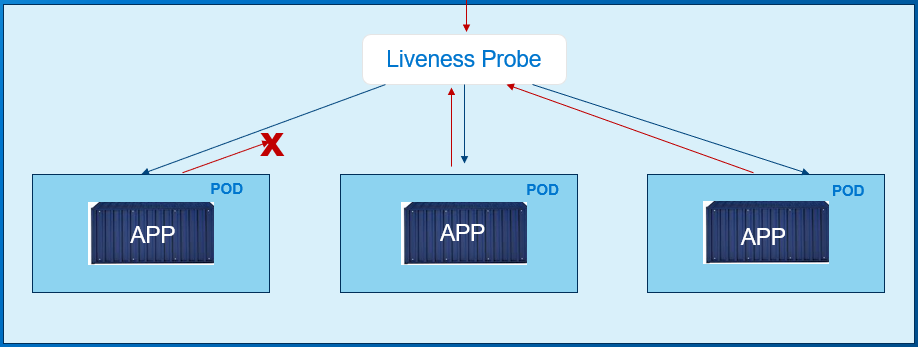 Liveness Probe
X
POD
APP
POD
APP
POD
APP